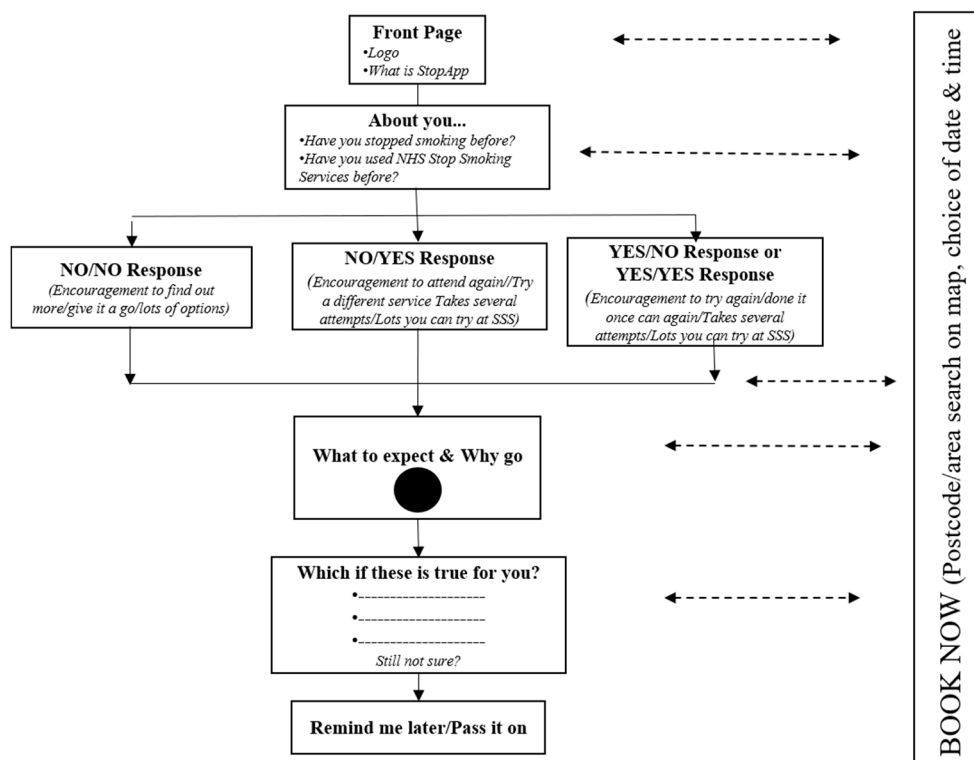 Front Page
•Logo
•What is StopApp
About you...
•Have you stopped smoking before?
•Have you used NHS Stop Smoking
Services before?
NO/NO Response
(Encouragement to find out
more/give it a go/lots of options)
NO/YES Response
(Encouragement to attend again//Try
a different service Takes several
attempts/Lots you can try at SSS)
YES/NO Response or
YES/YES Response
(Encouragement to try again/done it
once can again/Takes several
attempts/Lots you can try at SSS)
What to expect & Why go
Which if these is true for you?
•____________________
•____________________
•____________________
Still not sure?
Remind me later/Pass it on
BOOK NOW (Postcode/area search on map, choice of date & time